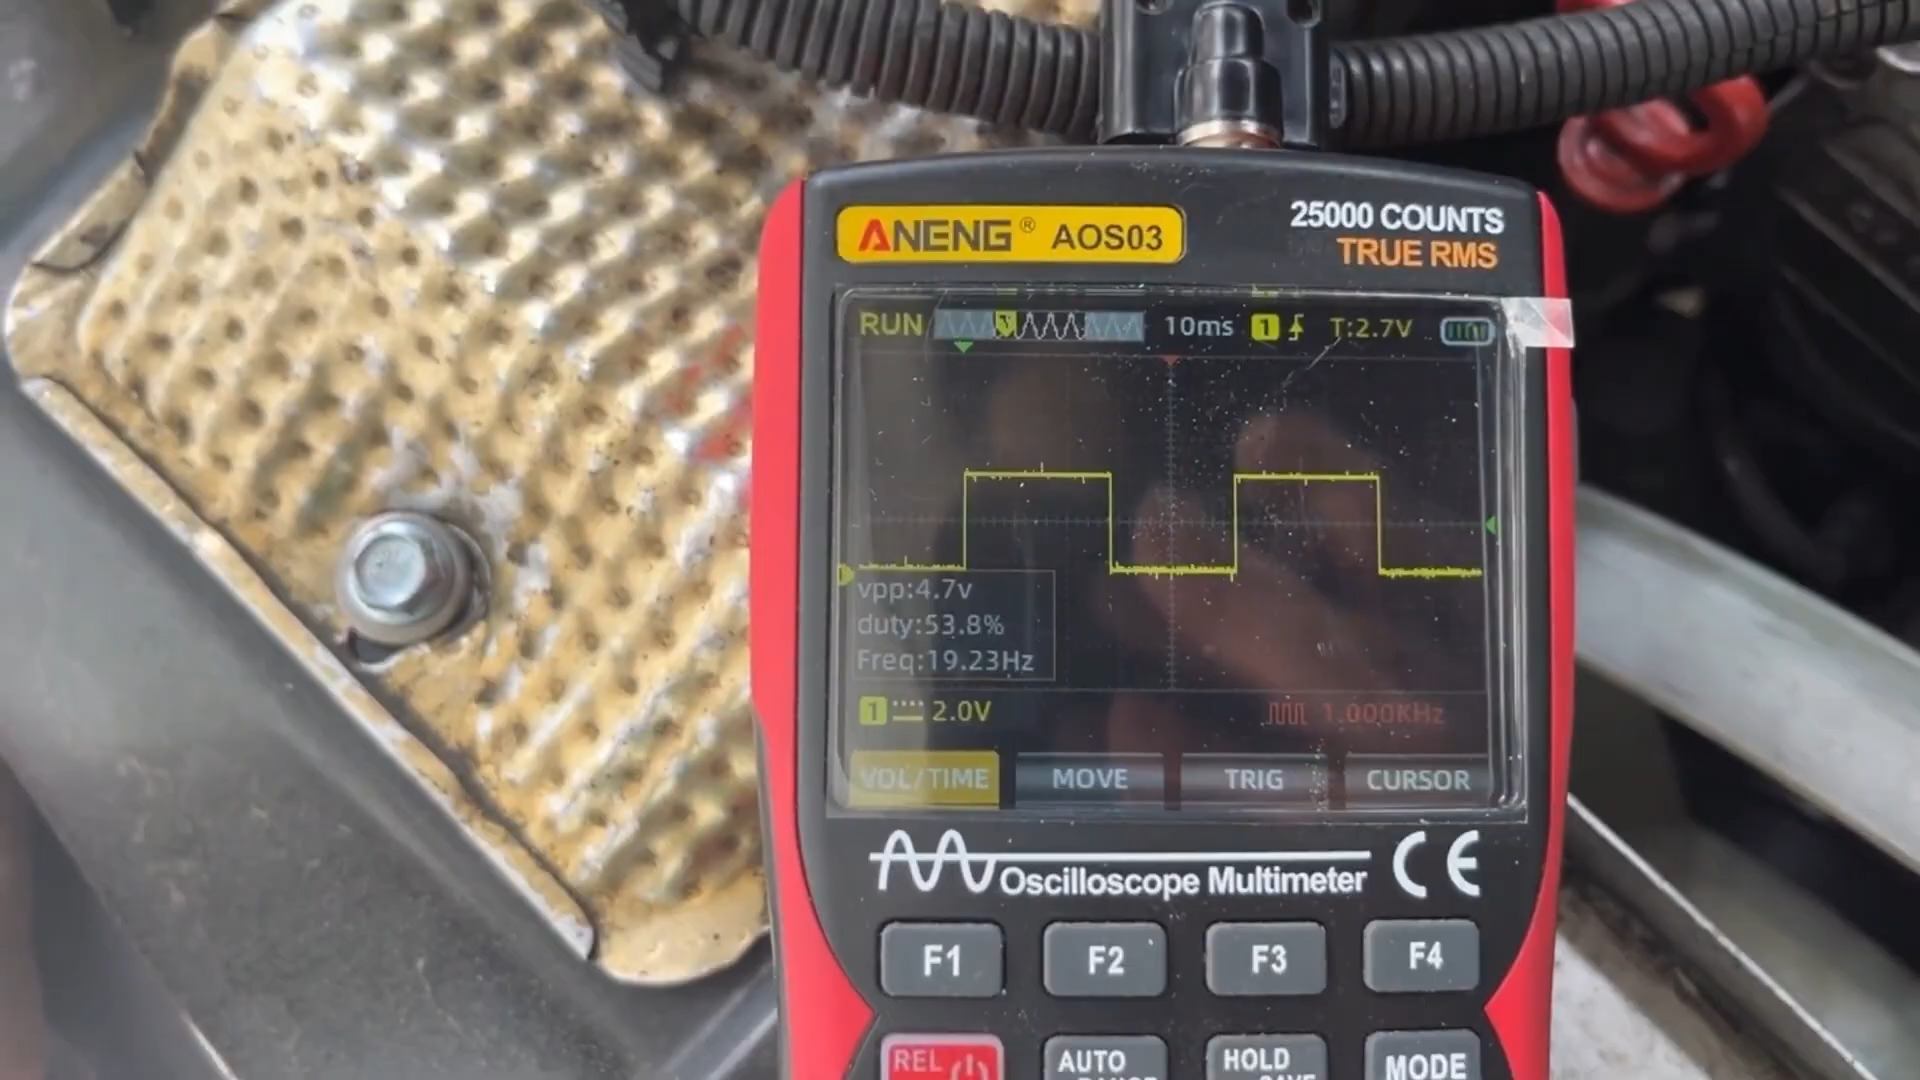 ANENG® AOS03
25000 COUNTS
TRUE RMS
RUN 10ms 1 T:2.7V
vpp:4.7v
duty:53.8%
Freq:19.23Hz
1 2.0V 1.000KHz
VOL/TIME MOVE TRIG CURSOR
Oscilloscope Multimeter CE
F1 F2 F3 F4
REL AUTO HOLD MODE